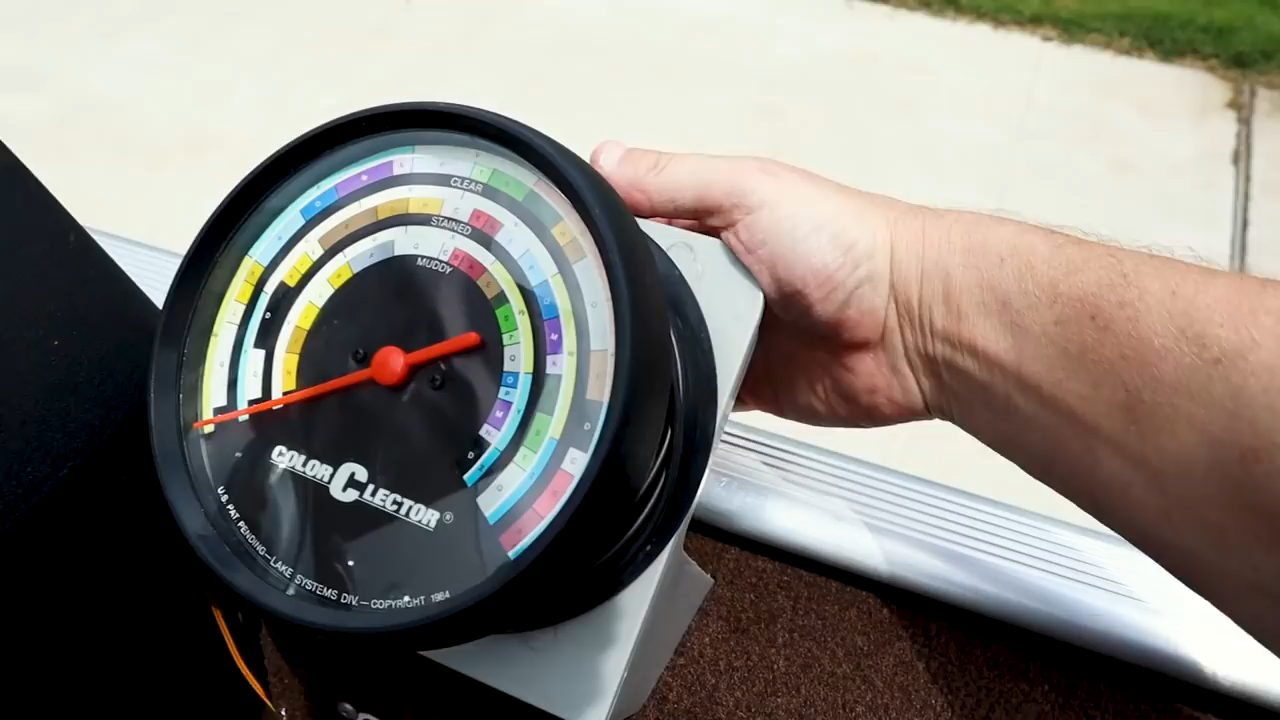 CLEAR
STAINED
MUDDY
COLOR C LECTOR®
U.S. PAT. PENDING—LAKE SYSTEMS DIV.—COPYRIGHT 1984